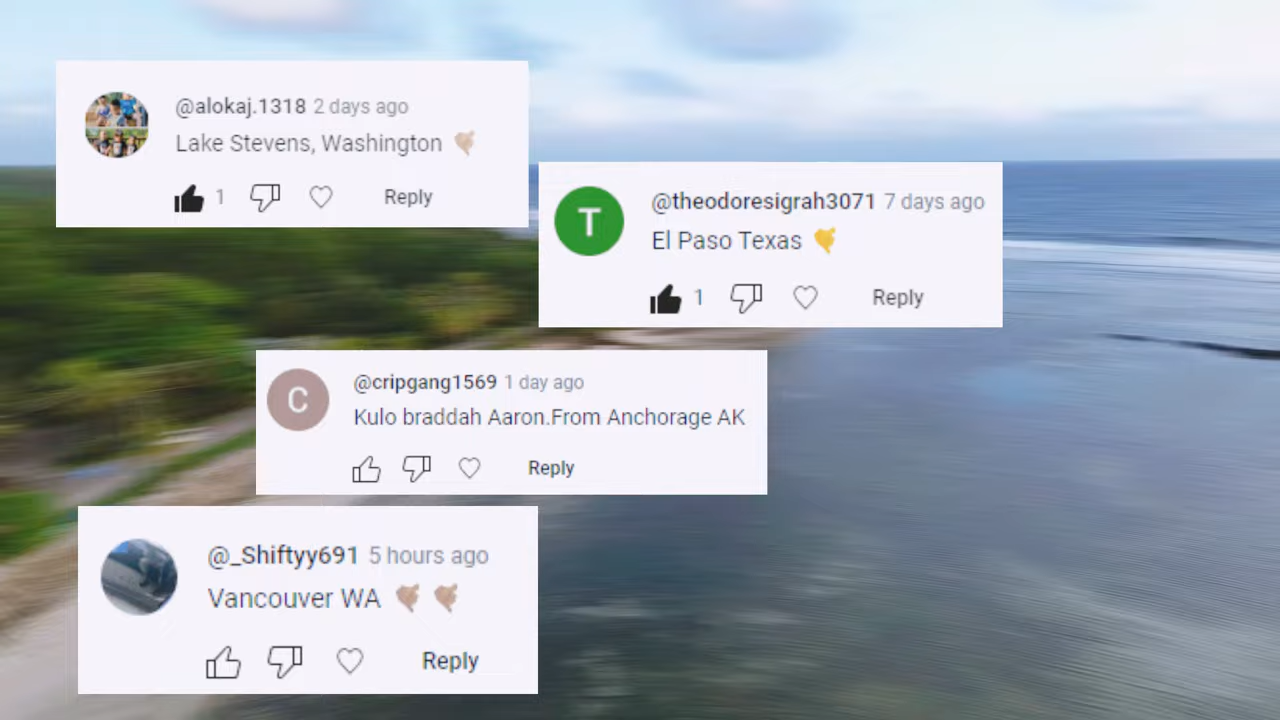 @alokaj.1318 2 days ago
Lake Stevens, Washington 🤙🏼
1 Reply
@theodoresigrah3071 7 days ago
El Paso Texas 🤙
1 Reply
C
T
@cripgang1569 1 day ago
Kulo braddah Aaron.From Anchorage AK
Reply
@_Shiftyy691 5 hours ago
Vancouver WA 🤙🏼 🤙🏼
Reply